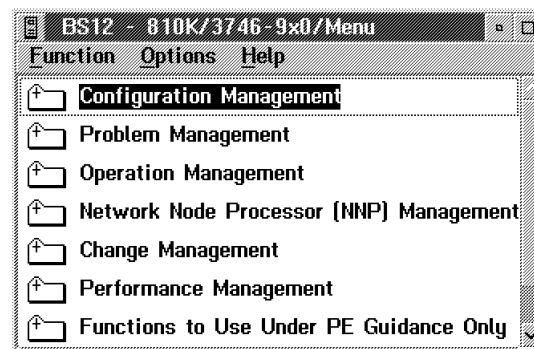 BS12 - 810K/3746-9x0/Menu
Function Options Help
Configuration Management
Problem Management
Operation Management
Network Node Processor (NNP) Management
Change Management
Performance Management
Functions to Use Under PE Guidance Only